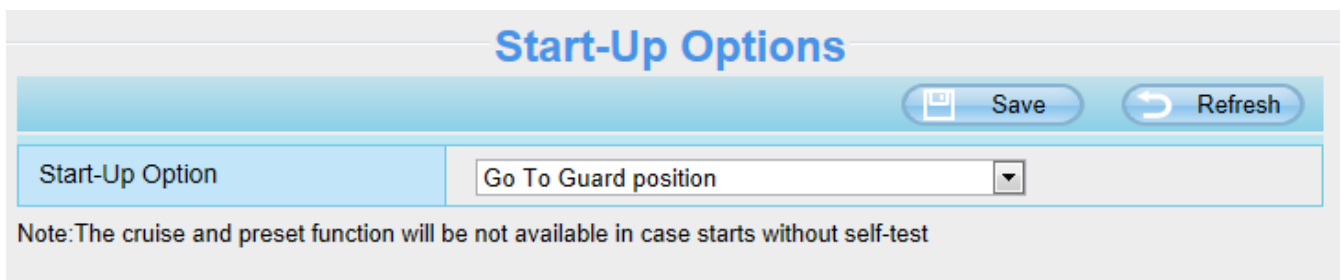 Start-Up Options
Save Refresh
Start-Up Option Go To Guard position
Note:The cruise and preset function will be not available in case starts without self-test